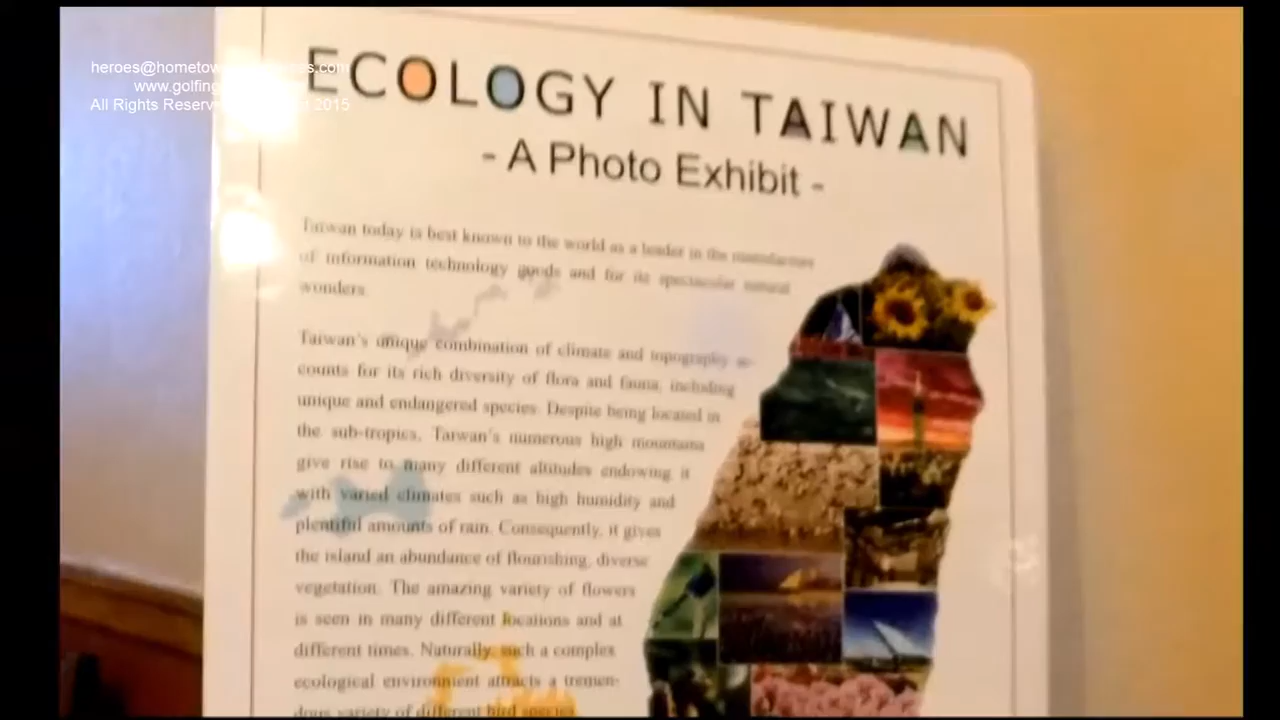 heroes@hometow
www.golfing
All Rights Reserve 2015
ECOLOGY IN TAIWAN
- A Photo Exhibit -
Taiwan today is best known to the world as a leader in the manufacture
of information technology goods and for its spectacular natural
wonders.
Taiwan's unique combination of climate and topography ac-
counts for its rich diversity of flora and fauna, including
unique and endangered species. Despite being located in
the sub-tropics, Taiwan's numerous high mountains
give rise to many different altitudes endowing it
with varied climates such as high humidity and
plentiful amounts of rain. Consequently, it gives
the island an abundance of flourishing, diverse
vegetation. The amazing variety of flowers
is seen in many different locations and at
different times. Naturally, such a complex
ecological environment attracts a tremen-
dous variety of different bird species